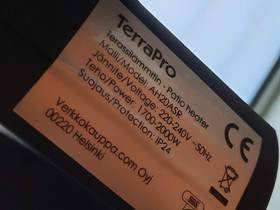 TerraPro
Terassilämmitin - Patio Heater
Malli/Model: AH20ASR
Jännite/Voltage: 220-240V ~50Hz
Teho/Power: 1700-2000W
Suojaus/Protection: IP24
Verkkokauppa.com Oyj
00220 Helsinki
CE